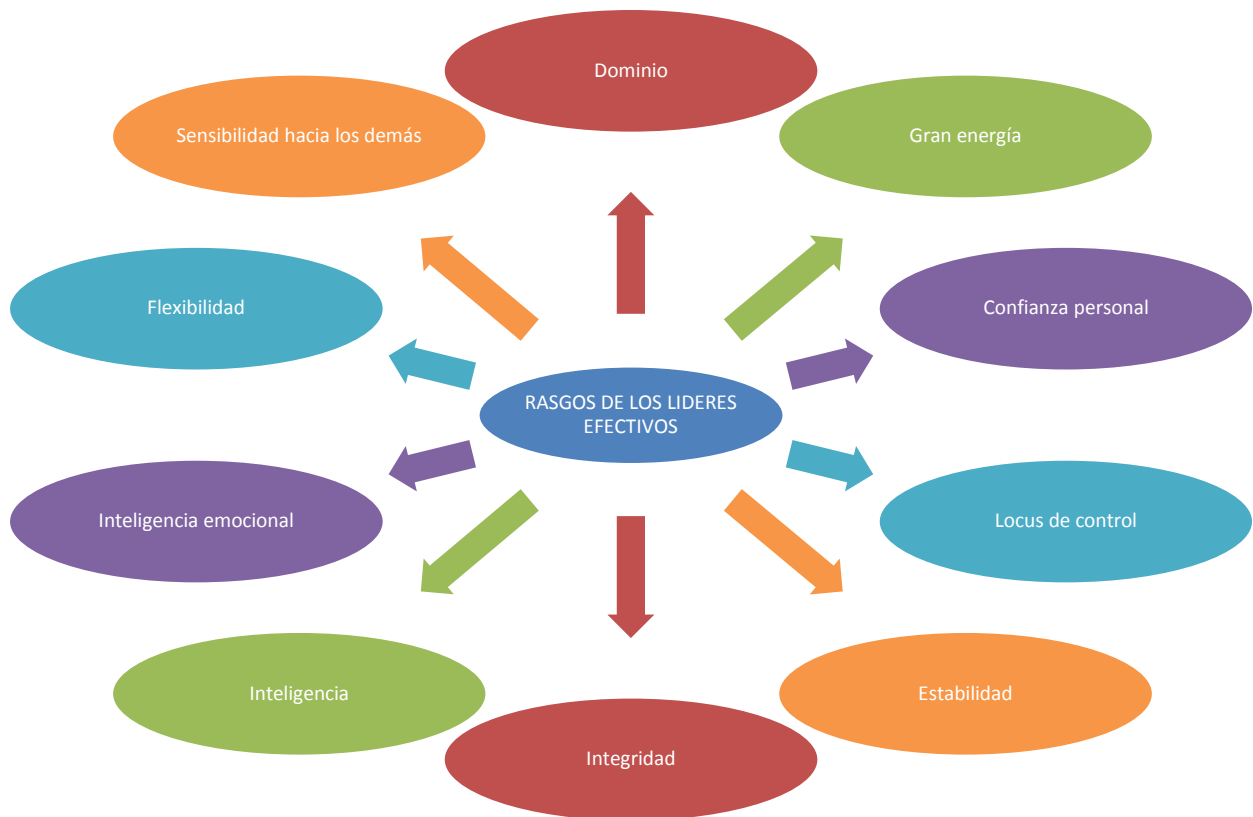 Dominio
Sensibilidad hacia los demás
Gran energía
Flexibilidad
Confianza personal
RASGOS DE LOS LIDERES
EFECTIVOS
Inteligencia emocional
Locus de control
Inteligencia
Estabilidad
Integridad